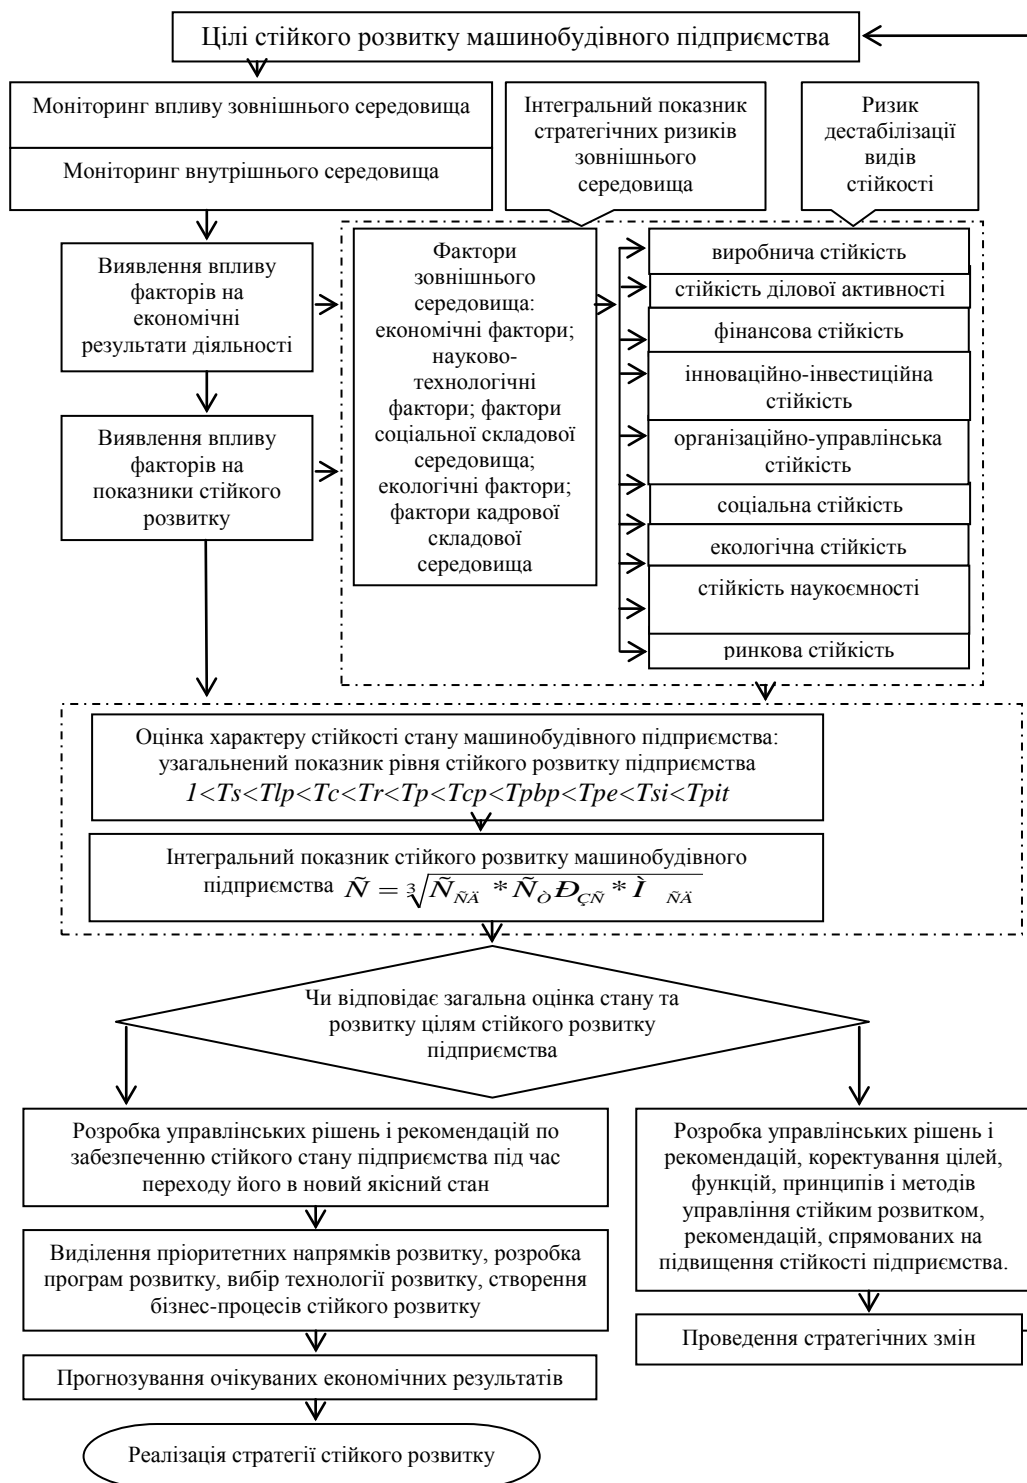 Цілі стійкого розвитку машинобудівного підприємства
Моніторинг впливу зовнішнього середовища
Моніторинг внутрішнього середовища
Інтегральний показник
стратегічних ризиків
зовнішнього
середовища
Ризик
дестабілізації
видів
стійкості
Виявлення впливу
факторів на
економічні
результати діяльності
Виявлення впливу
факторів на
показники стійкого
розвитку
Фактори
зовнішнього
середовища:
економічні фактори;
науково-
технологічні
фактори; фактори
соціальної складової
середовища;
екологічні фактори;
фактори кадрової
складової
середовища
виробнича стійкість
стійкість ділової активності
фінансова стійкість
інноваційно-інвестиційна
стійкість
організаційно-управлінська
стійкість
соціальна стійкість
екологічна стійкість
стійкість наукоємності
ринкова стійкість
Оцінка характеру стійкості стану машинобудівного підприємства:
узагальнений показник рівня стійкого розвитку підприємства
1<Ts<Tlp<Tc<Tr<Tp<Tcp<Tpbp<Tpe<Tsi<Tpit
Інтегральний показник стійкого розвитку машинобудівного
підприємства Ñ̃ = ∛Ñ̃ÑÄ * Ñ̃Ò ÐÇÑ * Ì ÑÄ
Чи відповідає загальна оцінка стану та
розвитку цілям стійкого розвитку
підприємства
Розробка управлінських рішень і рекомендацій по
забезпеченню стійкого стану підприємства під час
переходу його в новий якісний стан
Виділення пріоритетних напрямків розвитку, розробка
програм розвитку, вибір технології розвитку, створення
бізнес-процесів стійкого розвитку
Прогнозування очікуваних економічних результатів
Реалізація стратегії стійкого розвитку
Розробка управлінських рішень і
рекомендацій, коректування цілей,
функцій, принципів і методів
управління стійким розвитком,
рекомендацій, спрямованих на
підвищення стійкості підприємства.
Проведення стратегічних змін